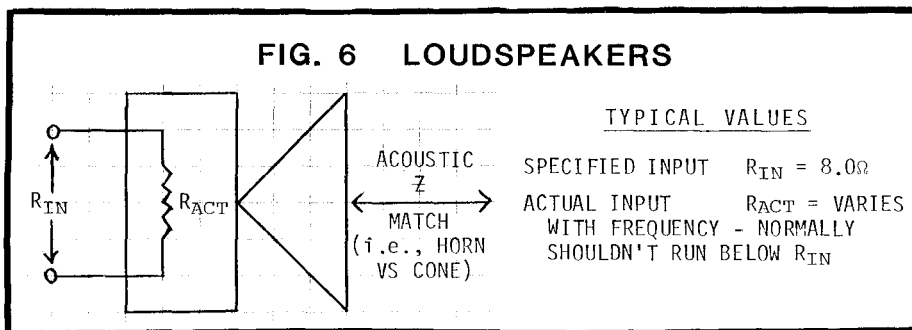 FIG. 6 LOUDSPEAKERS
R_IN
R_ACT
ACOUSTIC
Z
MATCH
(i.e., HORN
VS CONE)
TYPICAL VALUES
SPECIFIED INPUT R_IN = 8.0Ω
ACTUAL INPUT R_ACT = VARIES
WITH FREQUENCY - NORMALLY
SHOULDN'T RUN BELOW R_IN